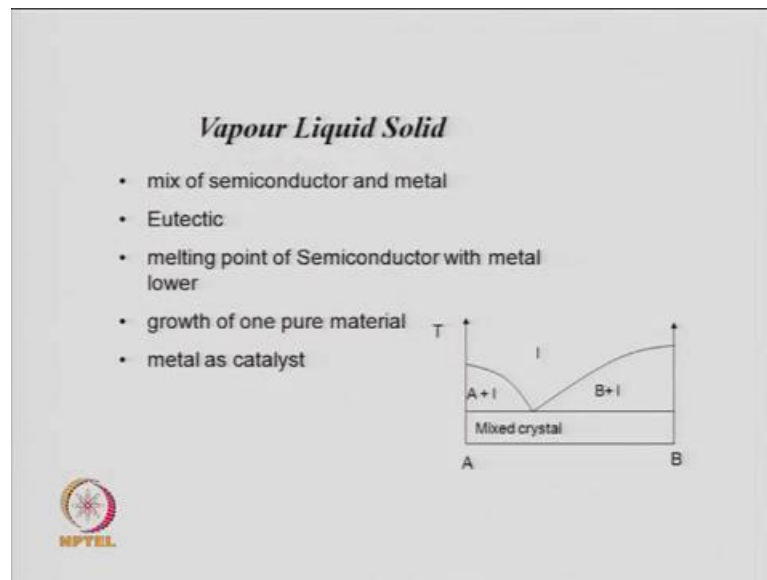 Vapour Liquid Solid
• mix of semiconductor and metal
• Eutectic
• melting point of Semiconductor with metal
lower
• growth of one pure material
• metal as catalyst
T
l
A + l
B+ l
Mixed crystal
A
B
NPTEL